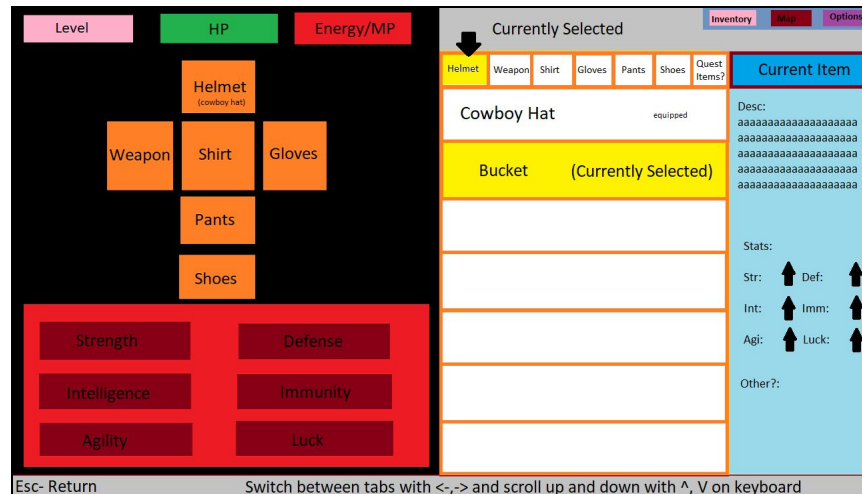 Level
HP
Energy/MP
Currently Selected
Inventory
Map
Options
Helmet
(cowboy hat)
Weapon
Shirt
Gloves
Pants
Shoes
Strength
Defense
Intelligence
Immunity
Agility
Luck
Helmet
Weapon
Shirt
Gloves
Pants
Shoes
Quest
Items?
Cowboy Hat equipped
Bucket (Currently Selected)
Current Item
Desc:
aaaaaaaaaaaaaaaaaaaa
aaaaaaaaaaaaaaaaaaaa
aaaaaaaaaaaaaaaaaaaa
aaaaaaaaaaaaaaaaaaaa
aaaaaaaaaaaaaaaaaaaa
Stats:
Str: Def:
Int: Imm:
Agi: Luck:
Other?:
Esc- Return
Switch between tabs with <-,-> and scroll up and down with ^, V on keyboard